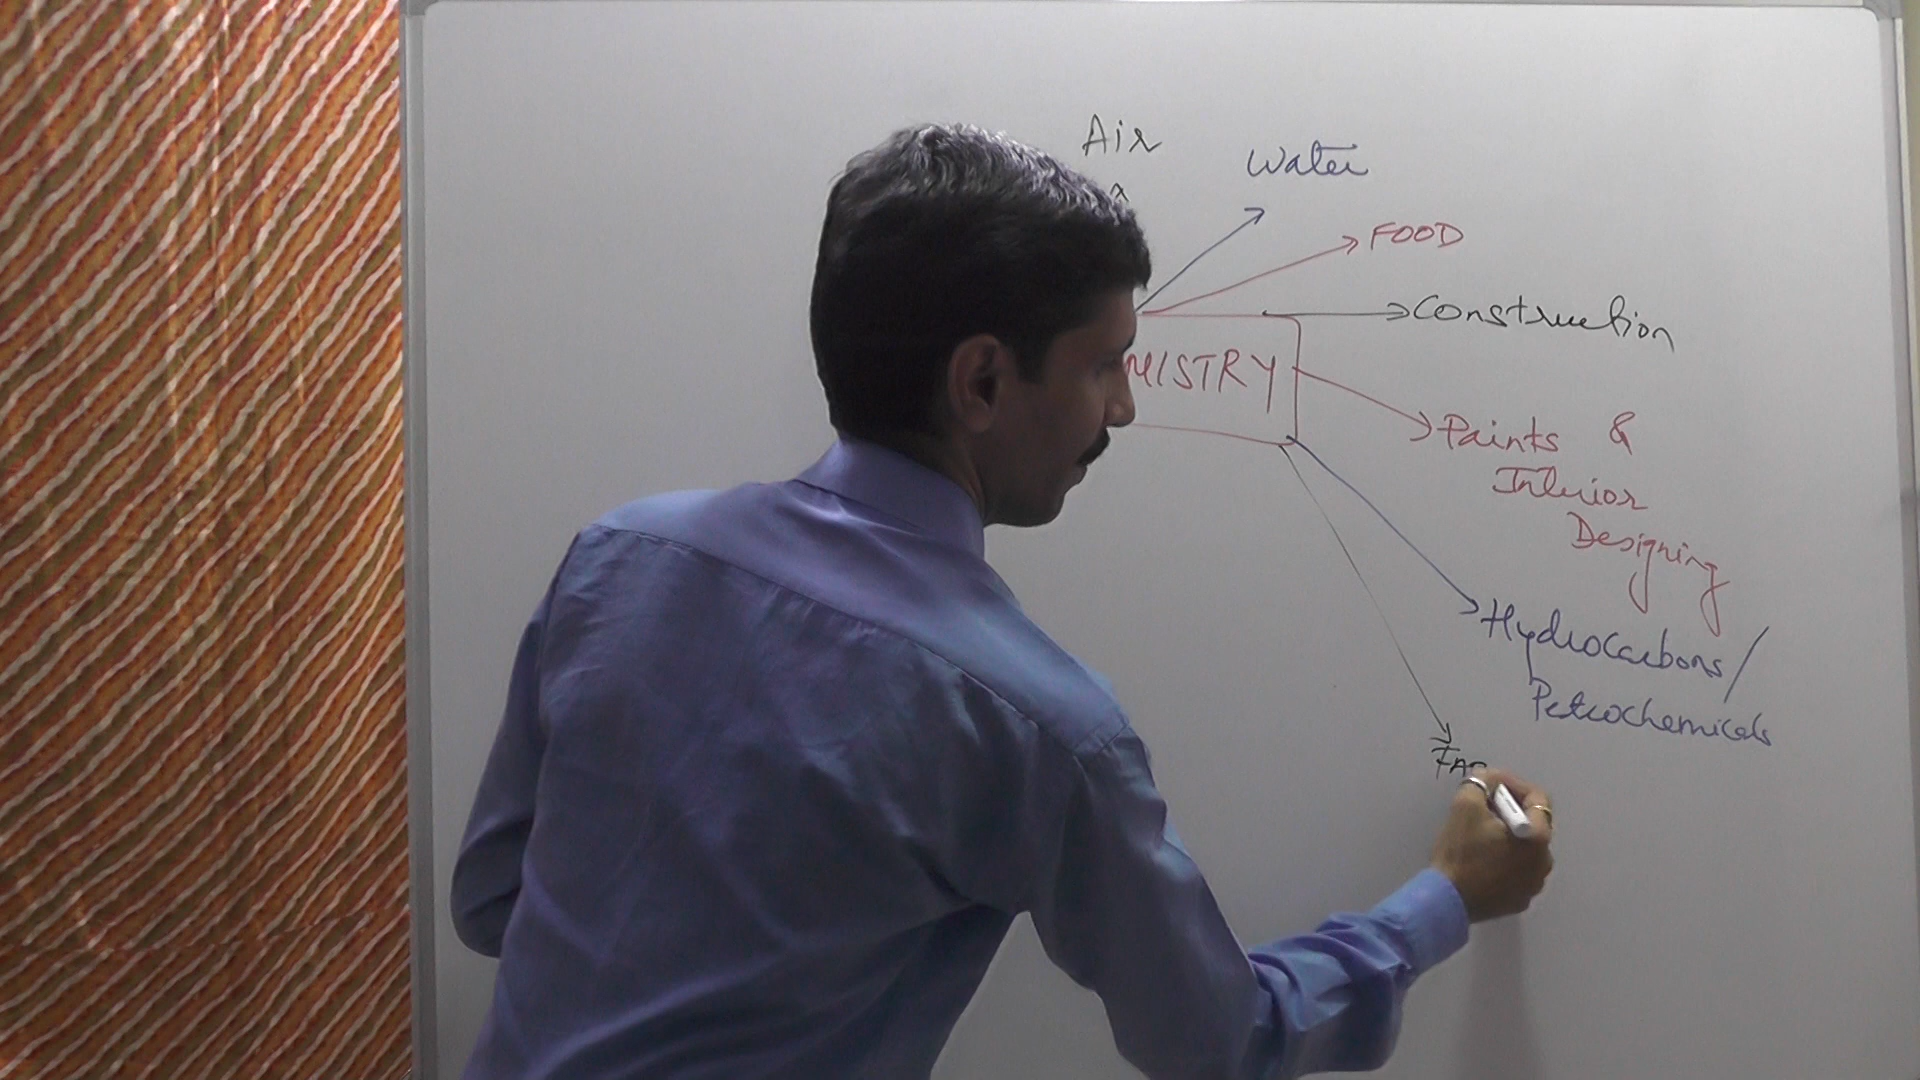 Air
Water
FOOD
Construction
MISTRY
Paints &
Interior
Designing
Hydrocarbons/
Petrochemicals